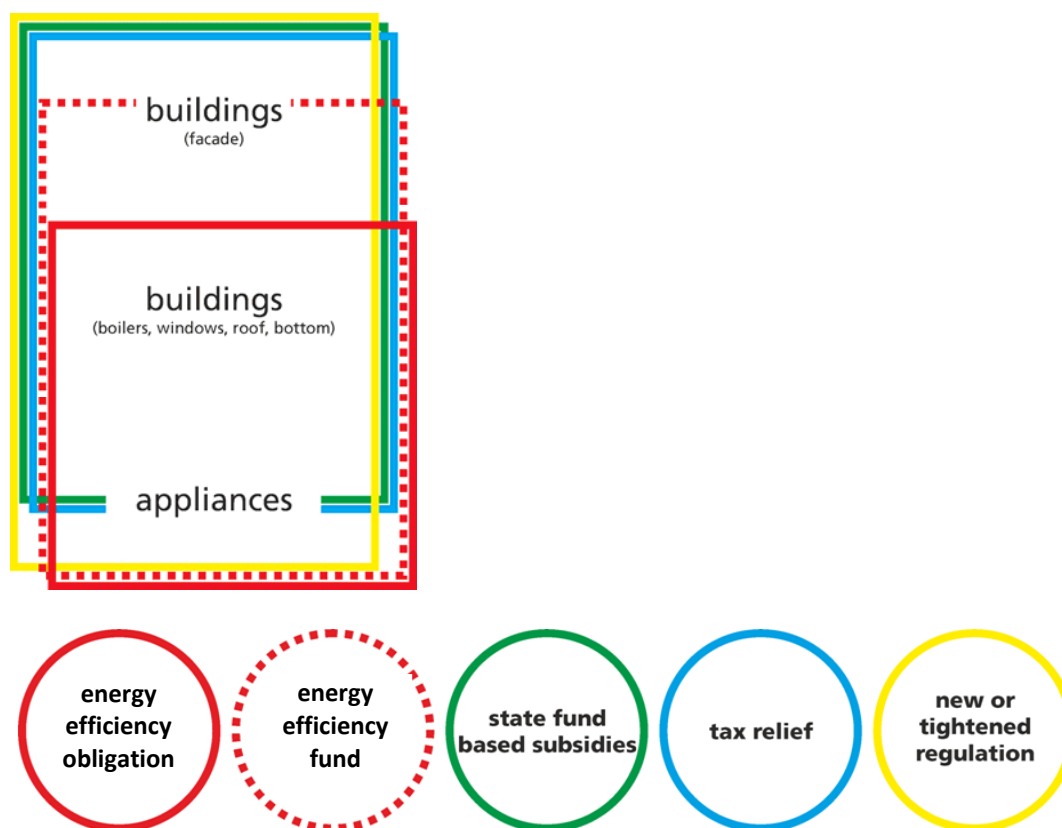 buildings
(facade)
buildings
(boilers, windows, roof, bottom)
appliances
energy
efficiency
obligation
energy
efficiency
fund
state fund
based subsidies
tax relief
new or
tightened
regulation